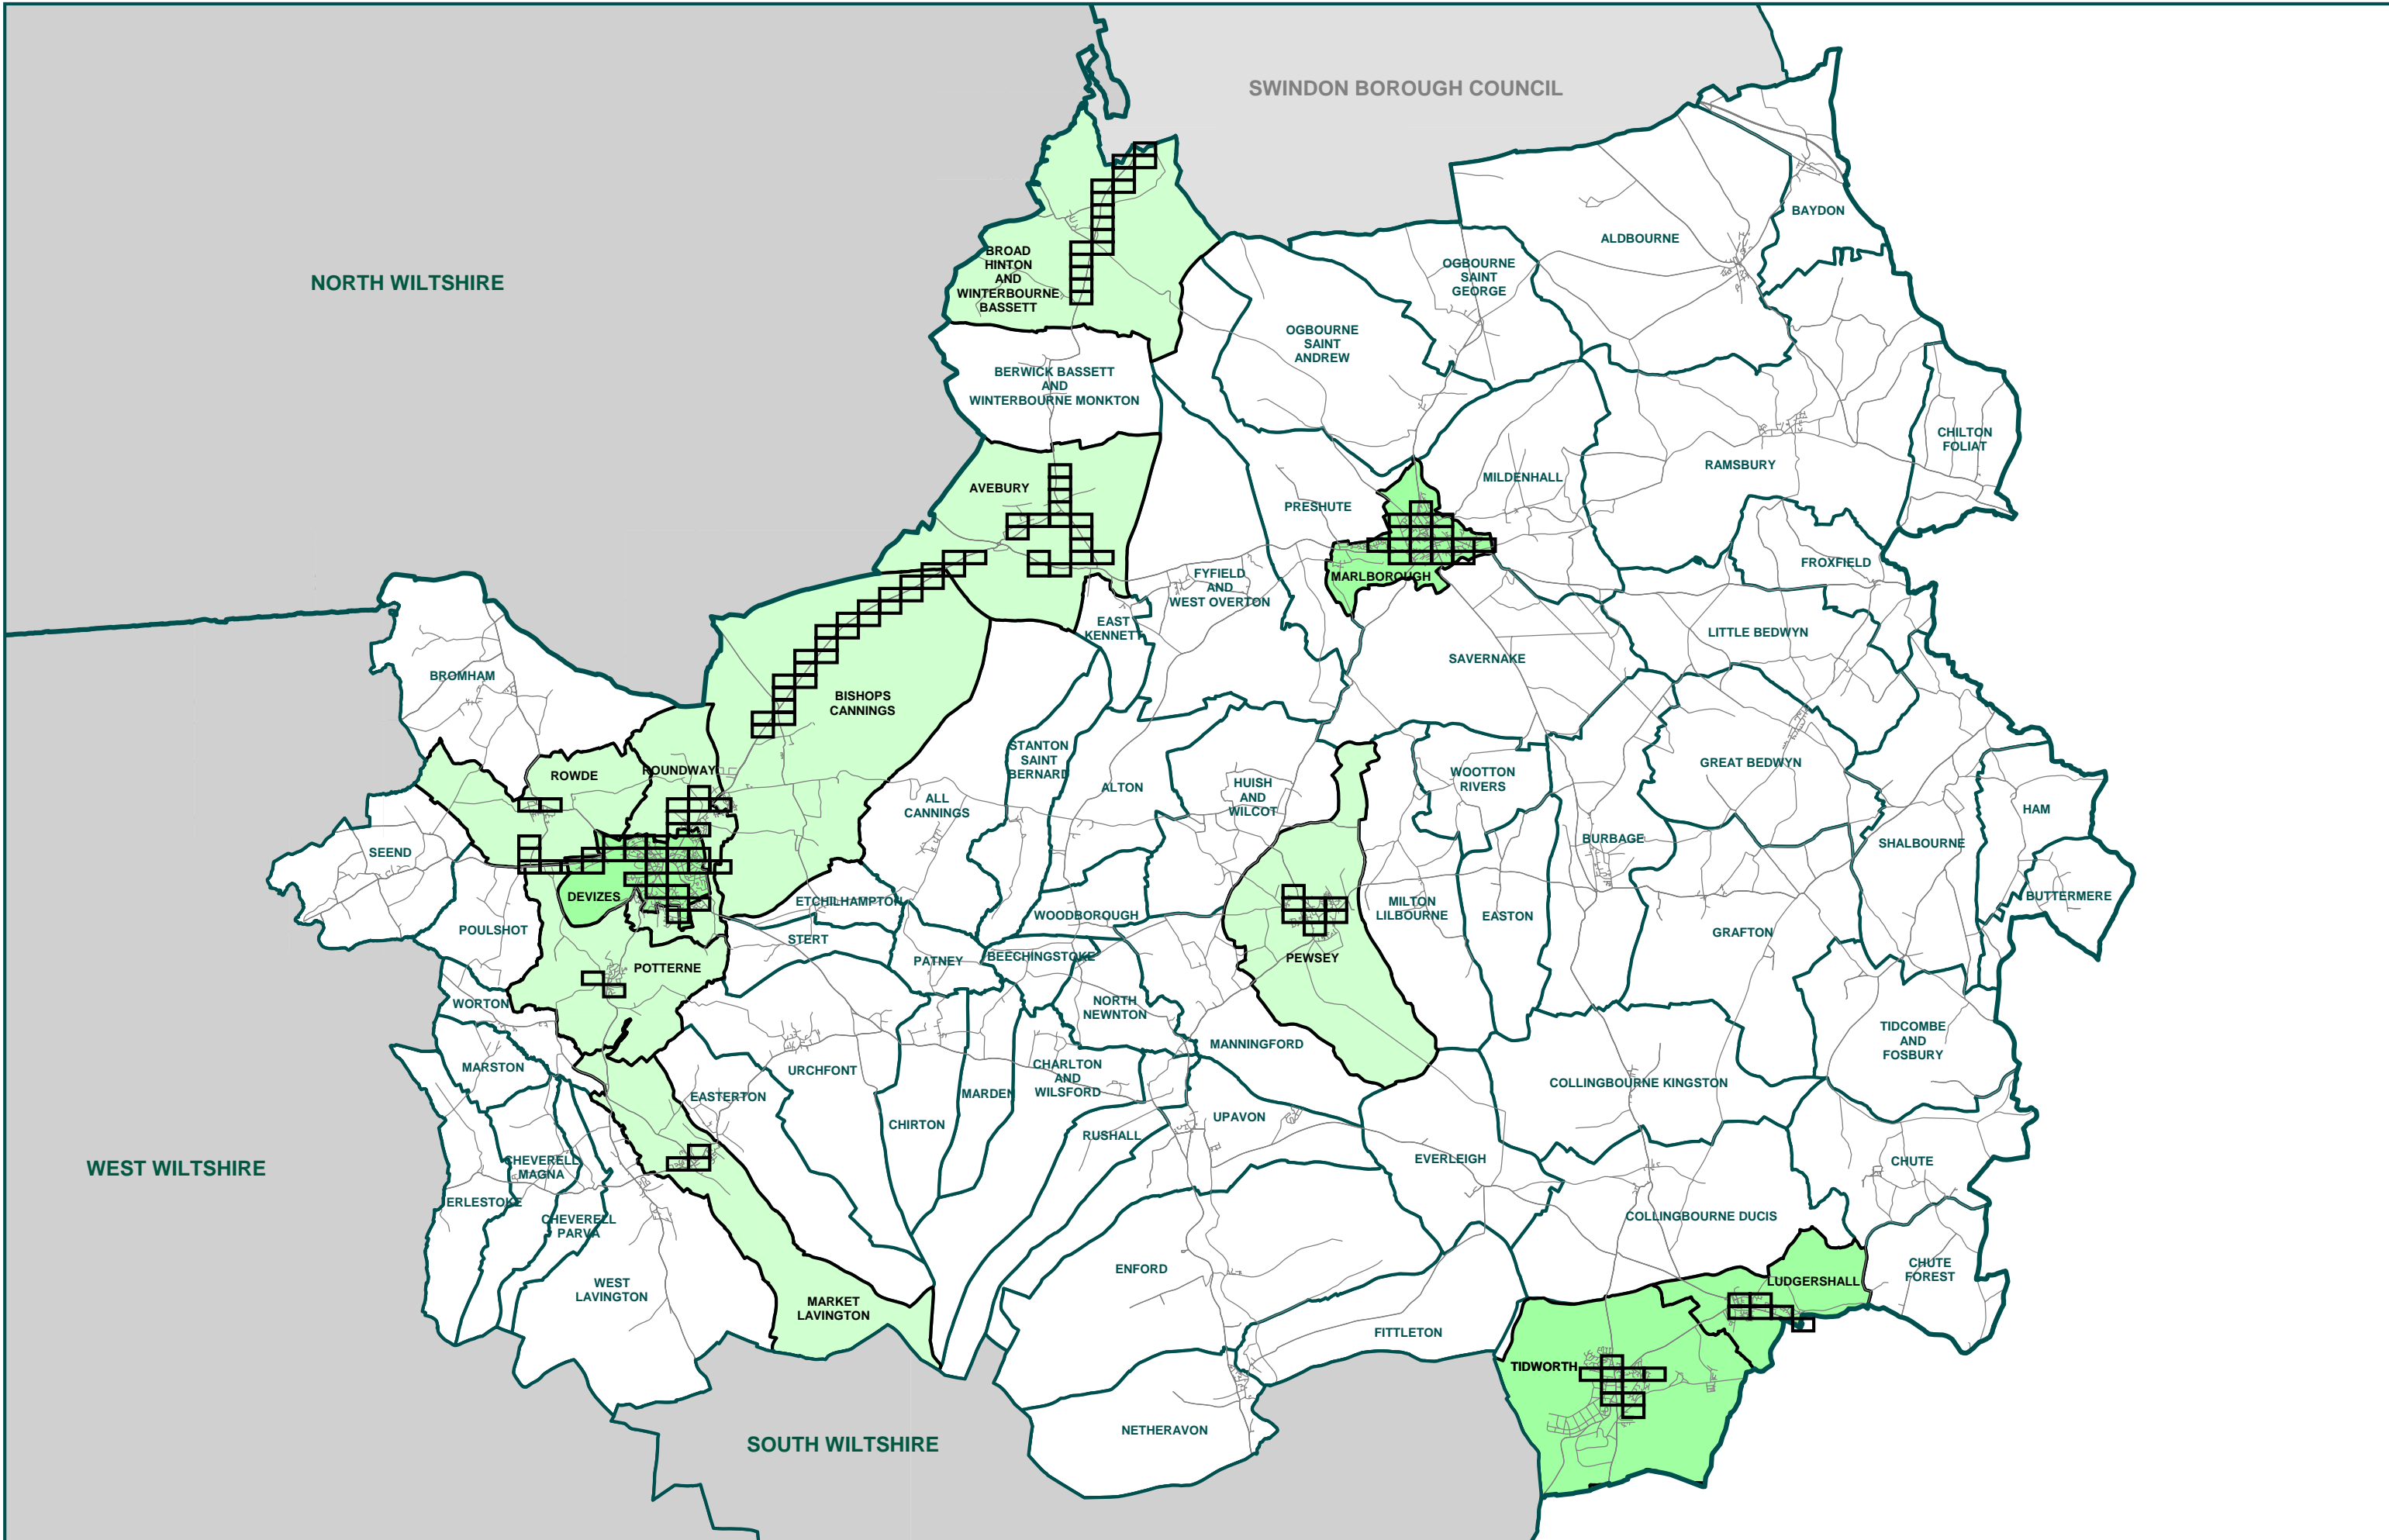 SWINDON BOROUGH COUNCIL
NORTH WILTSHIRE
BAYDON
ALDBOURNE
BROAD
HINTON
AND
WINTERBOURNE
BASSETT
OGBOURNE
SAINT
GEORGE
OGBOURNE
SAINT
ANDREW
BERWICK BASSETT
AND
WINTERBOURNE MONKTON
CHILTON
FOLIAT
RAMSBURY
MILDENHALL
AVEBURY
PRESHUTE
FROXFIELD
MARLBOROUGH
FYFIELD
AND
WEST OVERTON
EAST
KENNETT
LITTLE BEDWYN
SAVERNAKE
BROMHAM
BISHOPS
CANNINGS
STANTON
SAINT
BERNARD
ROWDE
ROUNDWAY
WOOTTON
RIVERS
GREAT BEDWYN
ALTON
HUISH
AND
WILCOT
ALL
CANNINGS
HAM
BURBAGE
SHALBOURNE
SEEND
DEVIZES
ETCHILHAMPTON
WOODBOROUGH
MILTON
LILBOURNE
EASTON
BUTTERMERE
POULSHOT
STERT
GRAFTON
PATNEY
BEECHINGSTOKE
PEWSEY
POTTERNE
WORTON
NORTH
NEWNTON
TIDCOMBE
AND
FOSBURY
MANNINGFORD
MARSTON
URCHFONT
CHARLTON
AND
WILSFORD
COLLINGBOURNE KINGSTON
EASTERTON
MARDEN
CHIRTON
UPAVON
RUSHALL
WEST WILTSHIRE
CHEVERELL
MAGNA
EVERLEIGH
CHUTE
ERLESTOKE
CHEVERELL
PARVA
COLLINGBOURNE DUCIS
ENFORD
CHUTE
FOREST
LUDGERSHALL
WEST
LAVINGTON
MARKET
LAVINGTON
FITTLETON
TIDWORTH
NETHERAVON
SOUTH WILTSHIRE